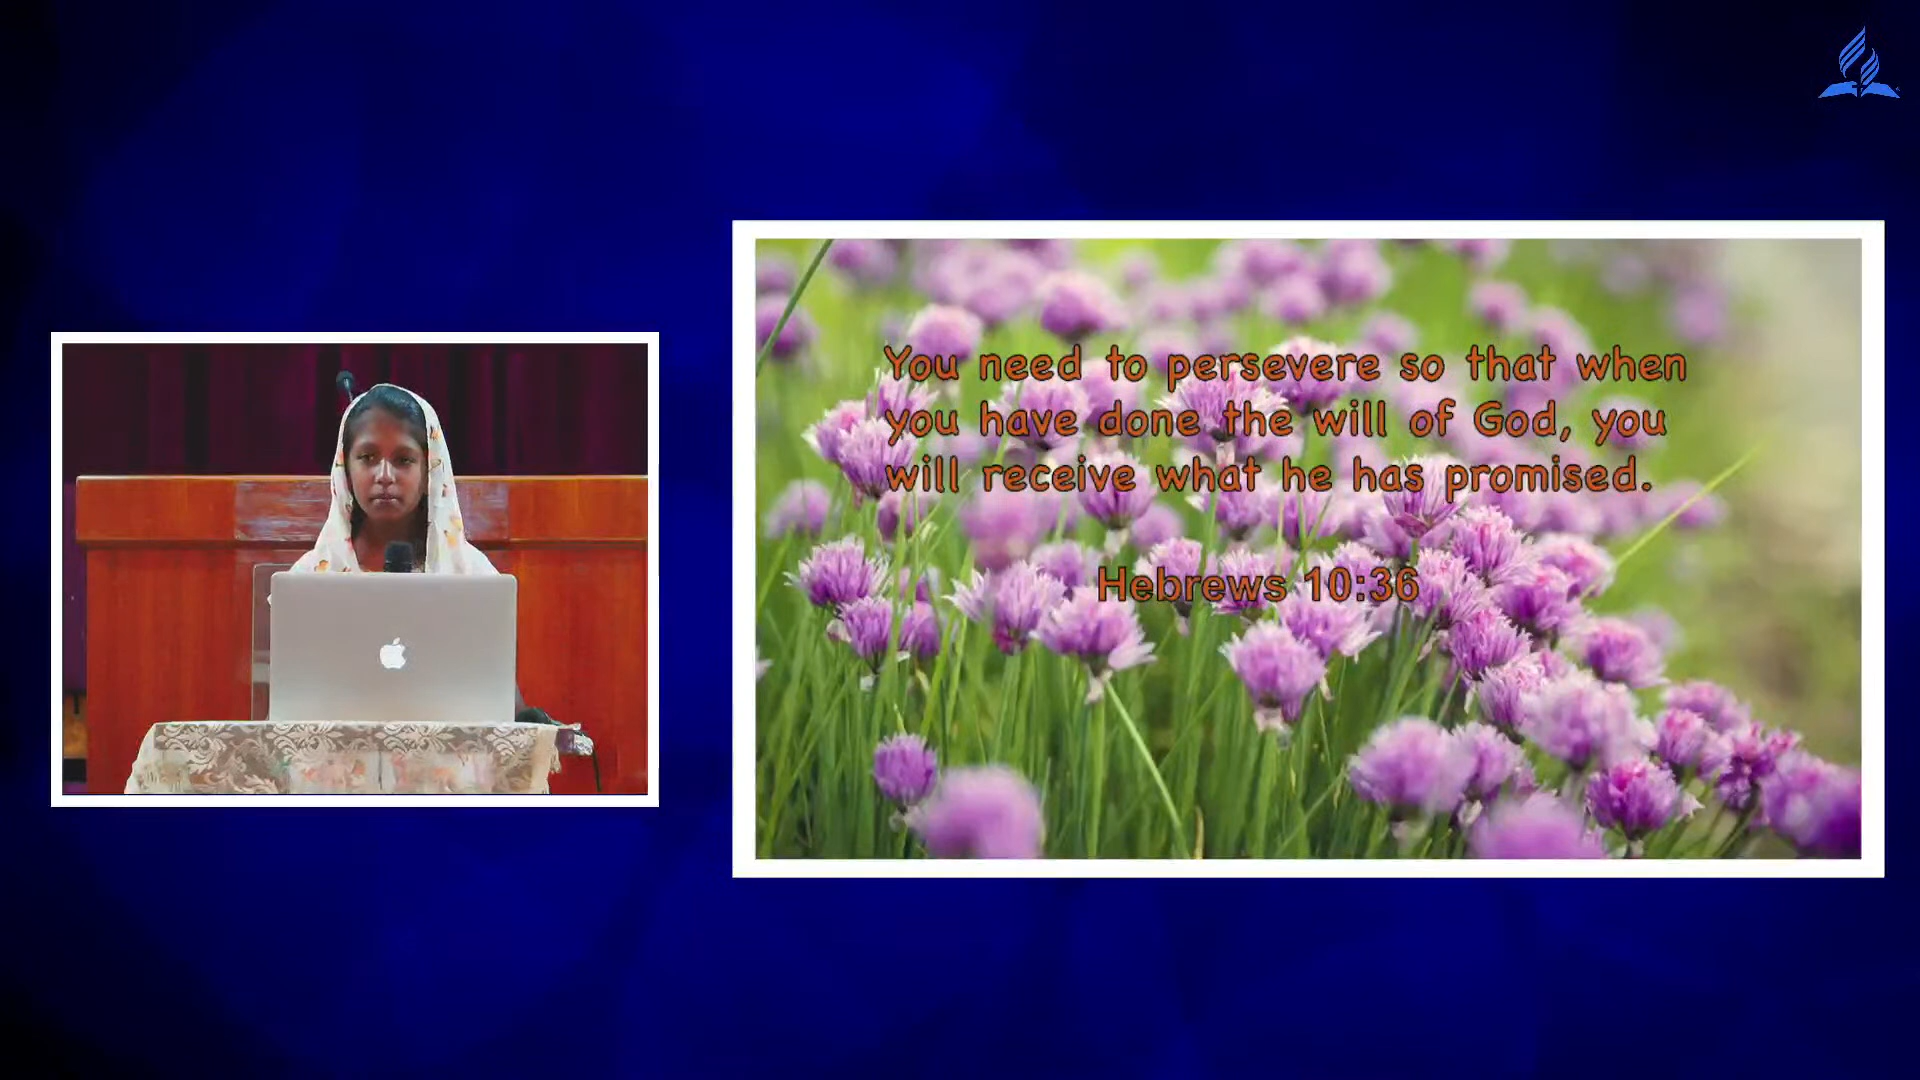 You need to persevere so that when
you have done the will of God, you
will receive what he has promised.
Hebrews 10:36